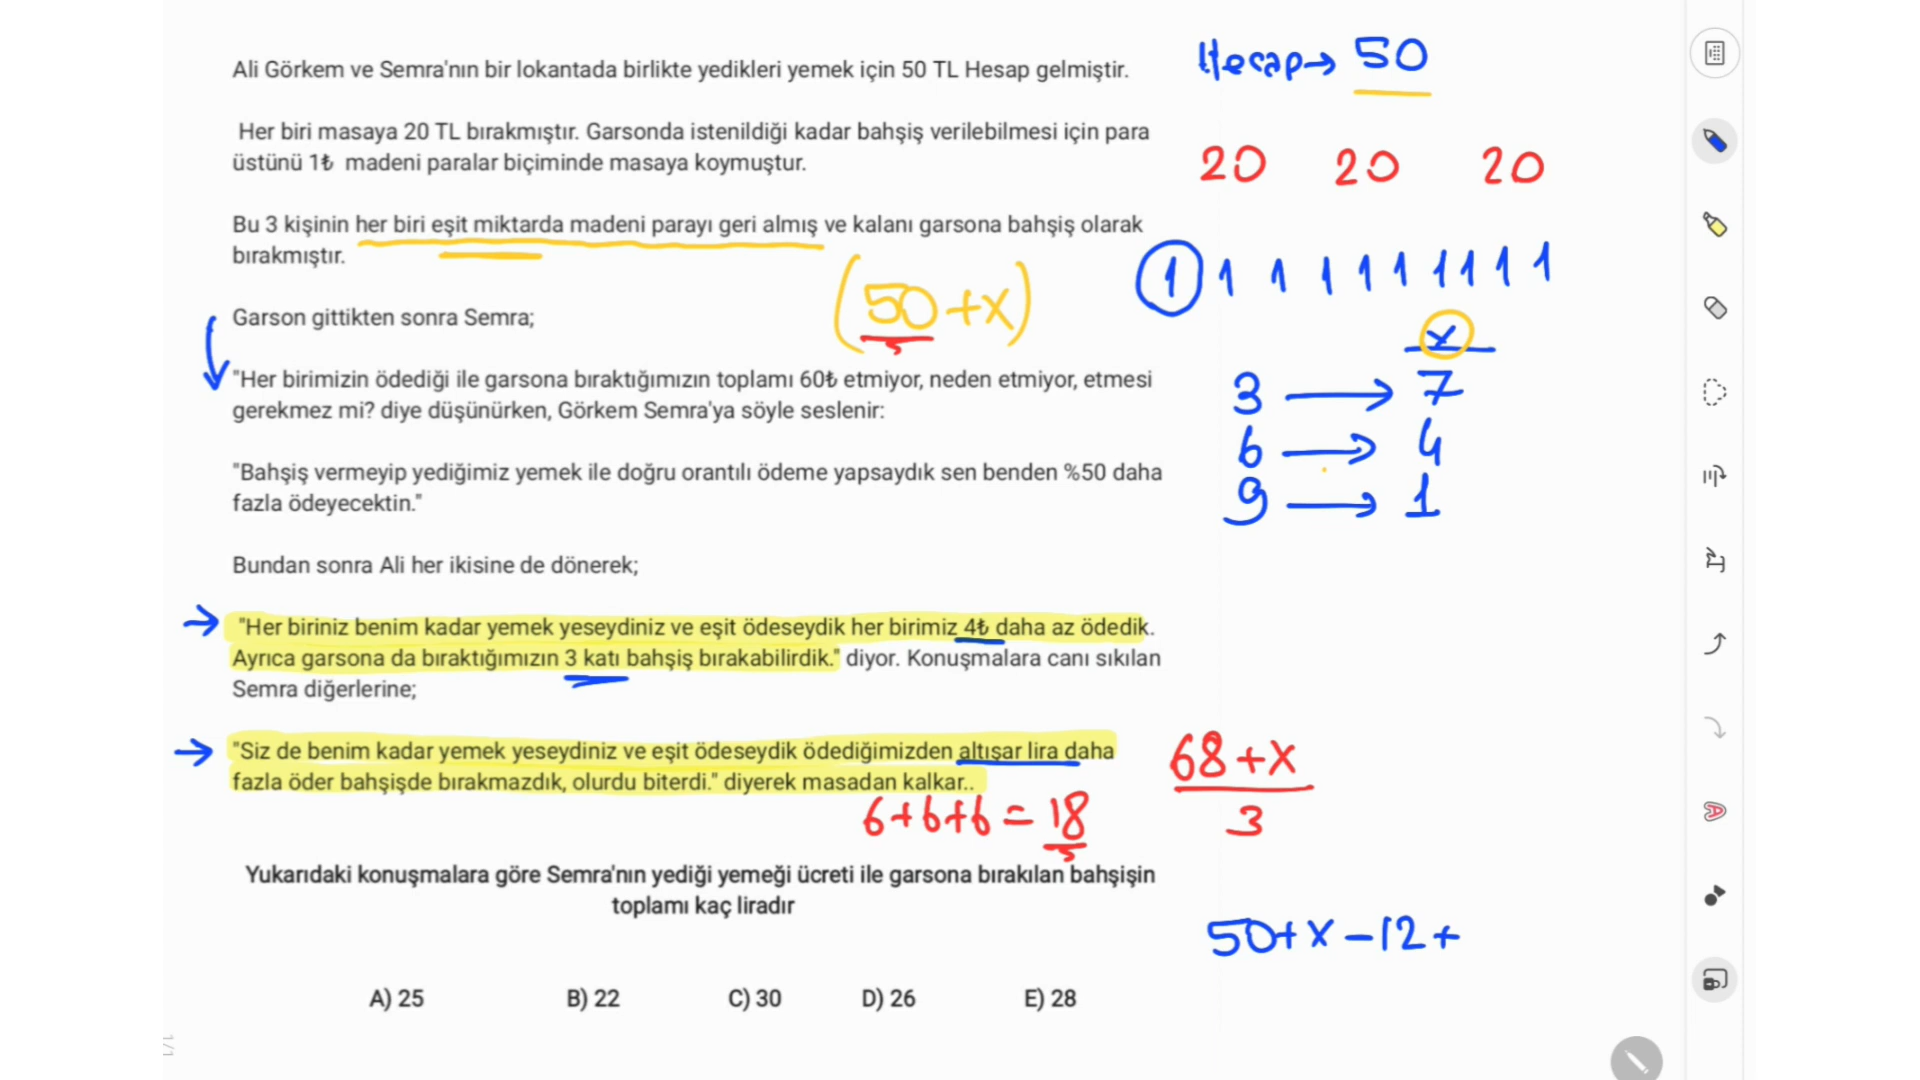 Ali Görkem ve Semra'nın bir lokantada birlikte yedikleri yemek için 50 TL Hesap gelmiştir.
Her biri masaya 20 TL bırakmıştır. Garsonda istenildiği kadar bahşiş verilebilmesi için para
üstünü 1₺ madeni paralar biçiminde masaya koymuştur.
Bu 3 kişinin her biri eşit miktarda madeni parayı geri almış ve kalanı garsona bahşiş olarak
bırakmıştır.
Garson gittikten sonra Semra;
"Her birimizin ödediği ile garsona bıraktığımızın toplamı 60₺ etmiyor, neden etmiyor, etmesi
gerekmez mi? diye düşünürken, Görkem Semra'ya söyle seslenir:
"Bahşiş vermeyip yediğimiz yemek ile doğru orantılı ödeme yapsaydık sen benden %50 daha
fazla ödeyecektin."
Bundan sonra Ali her ikisine de dönerek;
"Her biriniz benim kadar yemek yeseydiniz ve eşit ödeseydik her birimiz 4₺ daha az ödedik.
Ayrıca garsona da bıraktığımızın 3 katı bahşiş bırakabilirdik." diyor. Konuşmalara canı sıkılan
Semra diğerlerine;
"Siz de benim kadar yemek yeseydiniz ve eşit ödeseydik ödediğimizden altışar lira daha
fazla öder bahşişde bırakmazdık, olurdu biterdi." diyerek masadan kalkar..
6+6+6=18
Yukarıdaki konuşmalara göre Semra'nın yediği yemeği ücreti ile garsona bırakılan bahşişin
toplamı kaç liradır
A) 25 B) 22 C) 30 D) 26 E) 28
(50+x)
Hesap→ 50
20 20 20
1 1 1 1 1 1 1 1 1 1
x
3 → 7
6 → 4
9 → 1
68+x
3
50+x-12+
1/1